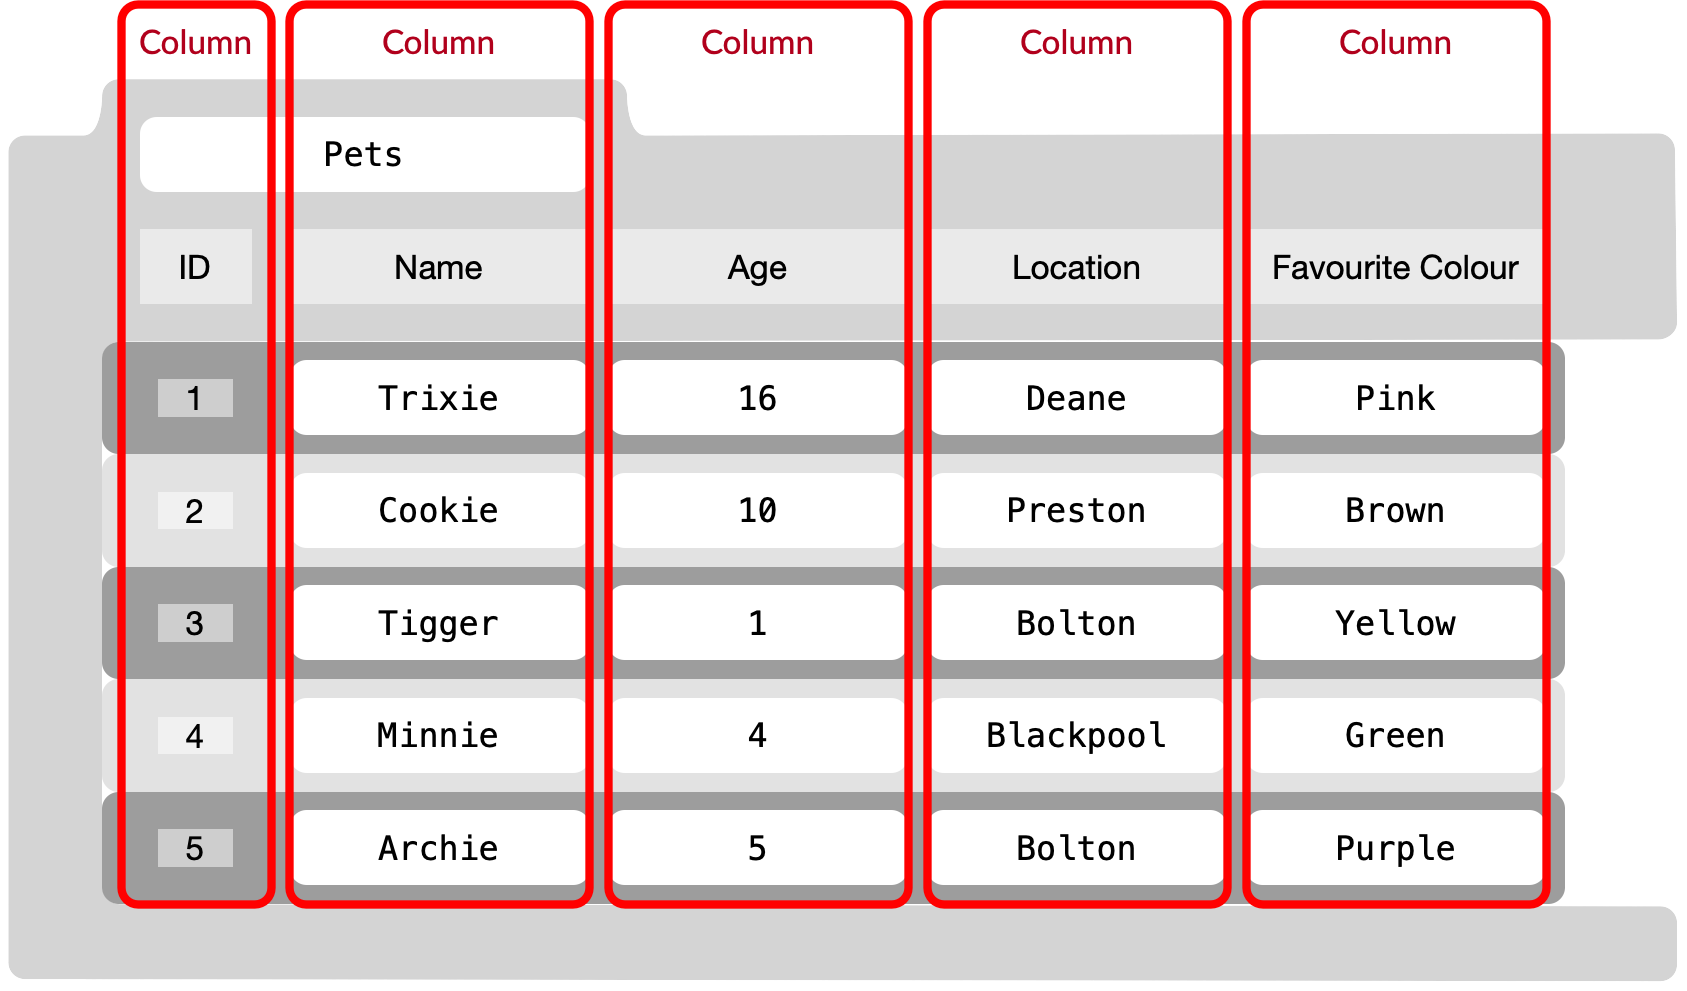 Column Column Column Column Column
Pets
ID Name Age Location Favourite Colour
1 Trixie 16 Deane Pink
2 Cookie 10 Preston Brown
3 Tigger 1 Bolton Yellow
4 Minnie 4 Blackpool Green
5 Archie 5 Bolton Purple